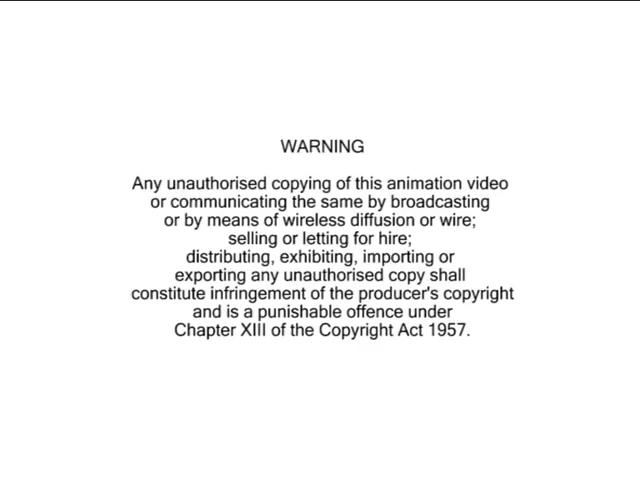 WARNING
Any unauthorised copying of this animation video
or communicating the same by broadcasting
or by means of wireless diffusion or wire;
selling or letting for hire;
distributing, exhibiting, importing or
exporting any unauthorised copy shall
constitute infringement of the producer's copyright
and is a punishable offence under
Chapter XIII of the Copyright Act 1957.